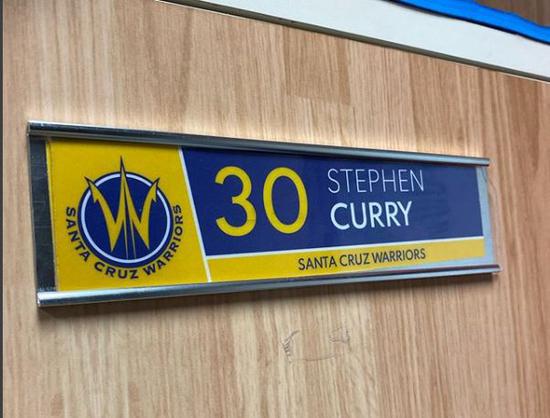 SANTA CRUZ WARRIORS
30
STEPHEN
CURRY
SANTA CRUZ WARRIORS